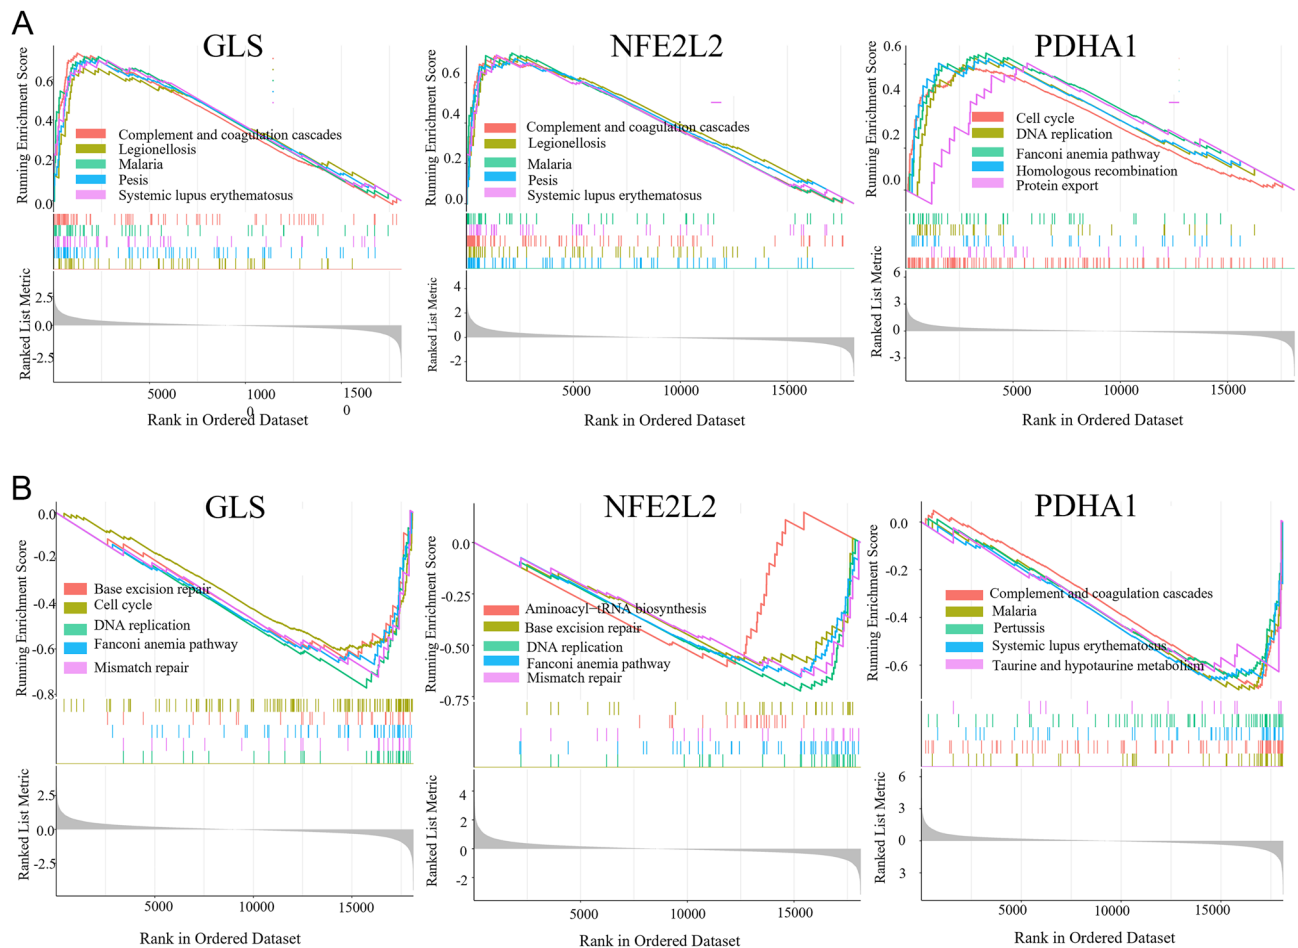 A
GLS
Running Enrichment Score
0.6
0.4
0.2
0.0
Complement and coagulation cascades
Legionellosis
Malaria
Pesis
Systemic lupus erythematosus
Ranked List Metric
2.5
0.0
-2.5
5000
1000
0
1500
0
Rank in Ordered Dataset
NFE2L2
Running Enrichment Score
0.6
0.4
0.2
0.0
Complement and coagulation cascades
Legionellosis
Malaria
Pesis
Systemic lupus erythematosus
Ranked List Metric
4
2
0
-2
5000
10000
15000
Rank in Ordered Dataset
PDHA1
Running Enrichment Score
0.6
0.4
0.2
0.0
Cell cycle
DNA replication
Fanconi anemia pathway
Homologous recombination
Protein export
Ranked List Metric
6
3
0
-3
5000
10000
15000
Rank in Ordered Dataset
B
GLS
Running Enrichment Score
0.0
-0.2
-0.4
-0.6
-0.8
Base excision repair
Cell cycle
DNA replication
Fanconi anemia pathway
Mismatch repair
Ranked List Metric
2.5
0.0
-2.5
5000
10000
15000
Rank in Ordered Dataset
NFE2L2
Running Enrichment Score
0.0
-0.25
-0.50
-0.75
Aminoacyl-tRNA biosynthesis
Base excision repair
DNA replication
Fanconi anemia pathway
Mismatch repair
Ranked List Metric
4
2
0
-2
5000
10000
15000
Rank in Ordered Dataset
PDHA1
Running Enrichment Score
0.0
-0.2
-0.4
-0.6
Complement and coagulation cascades
Malaria
Pertussis
Systemic lupus erythematosus
Taurine and hypotaurine metabolism
Ranked List Metric
6
3
0
3
5000
10000
15000
Rank in Ordered Dataset